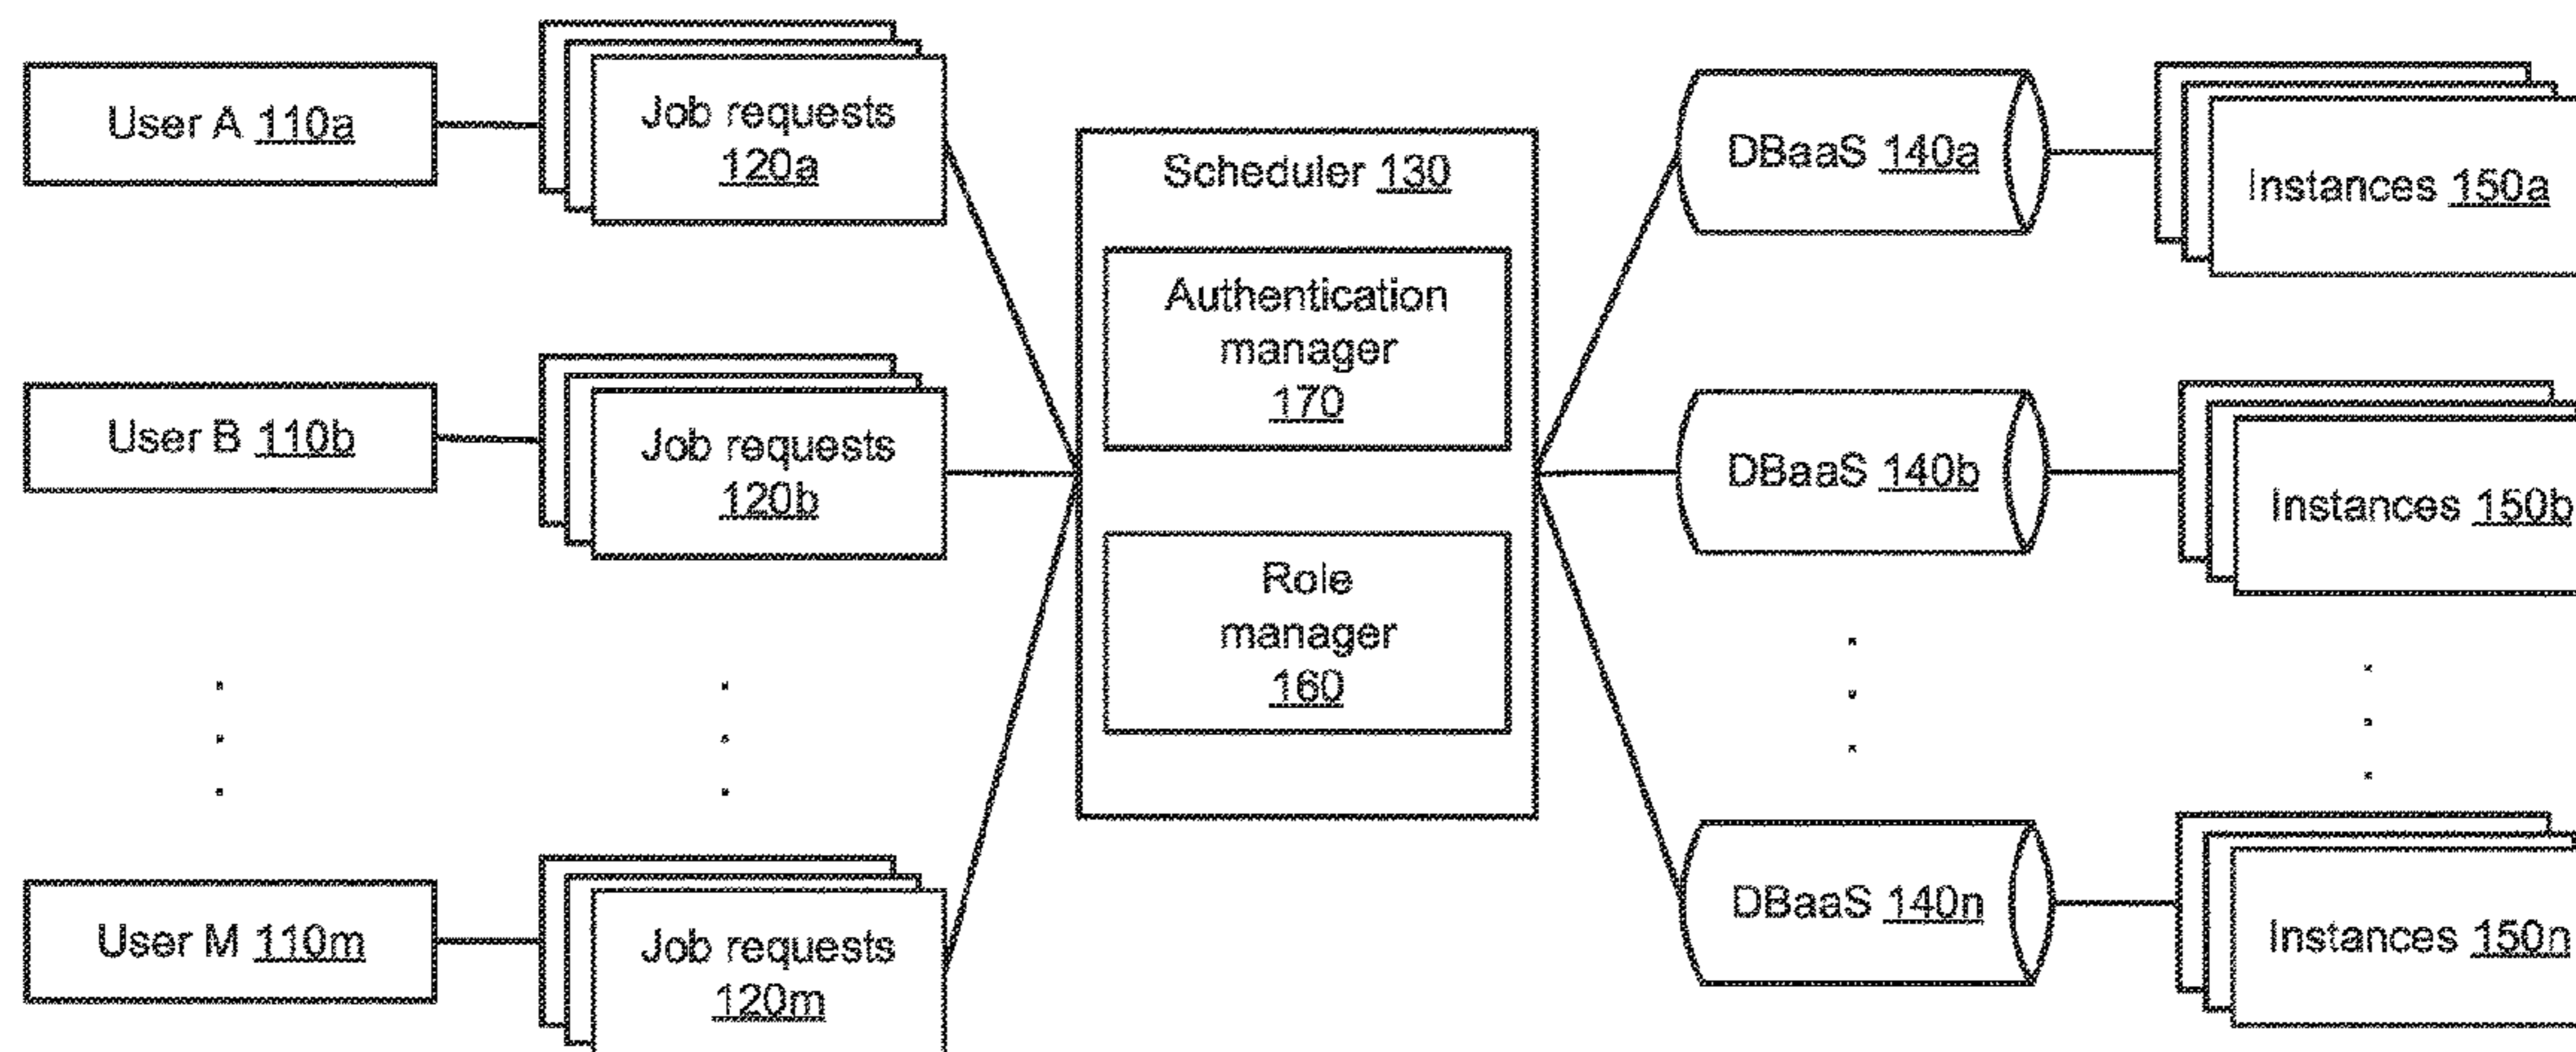 User A 110a
Job requests
120a
Scheduler 130
Authentication
manager
170
Role
manager
160
DBaaS 140a
Instances 150a
User B 110b
Job requests
120b
DBaaS 140b
Instances 150b
User M 110m
Job requests
120m
DBaaS 140n
Instances 150n